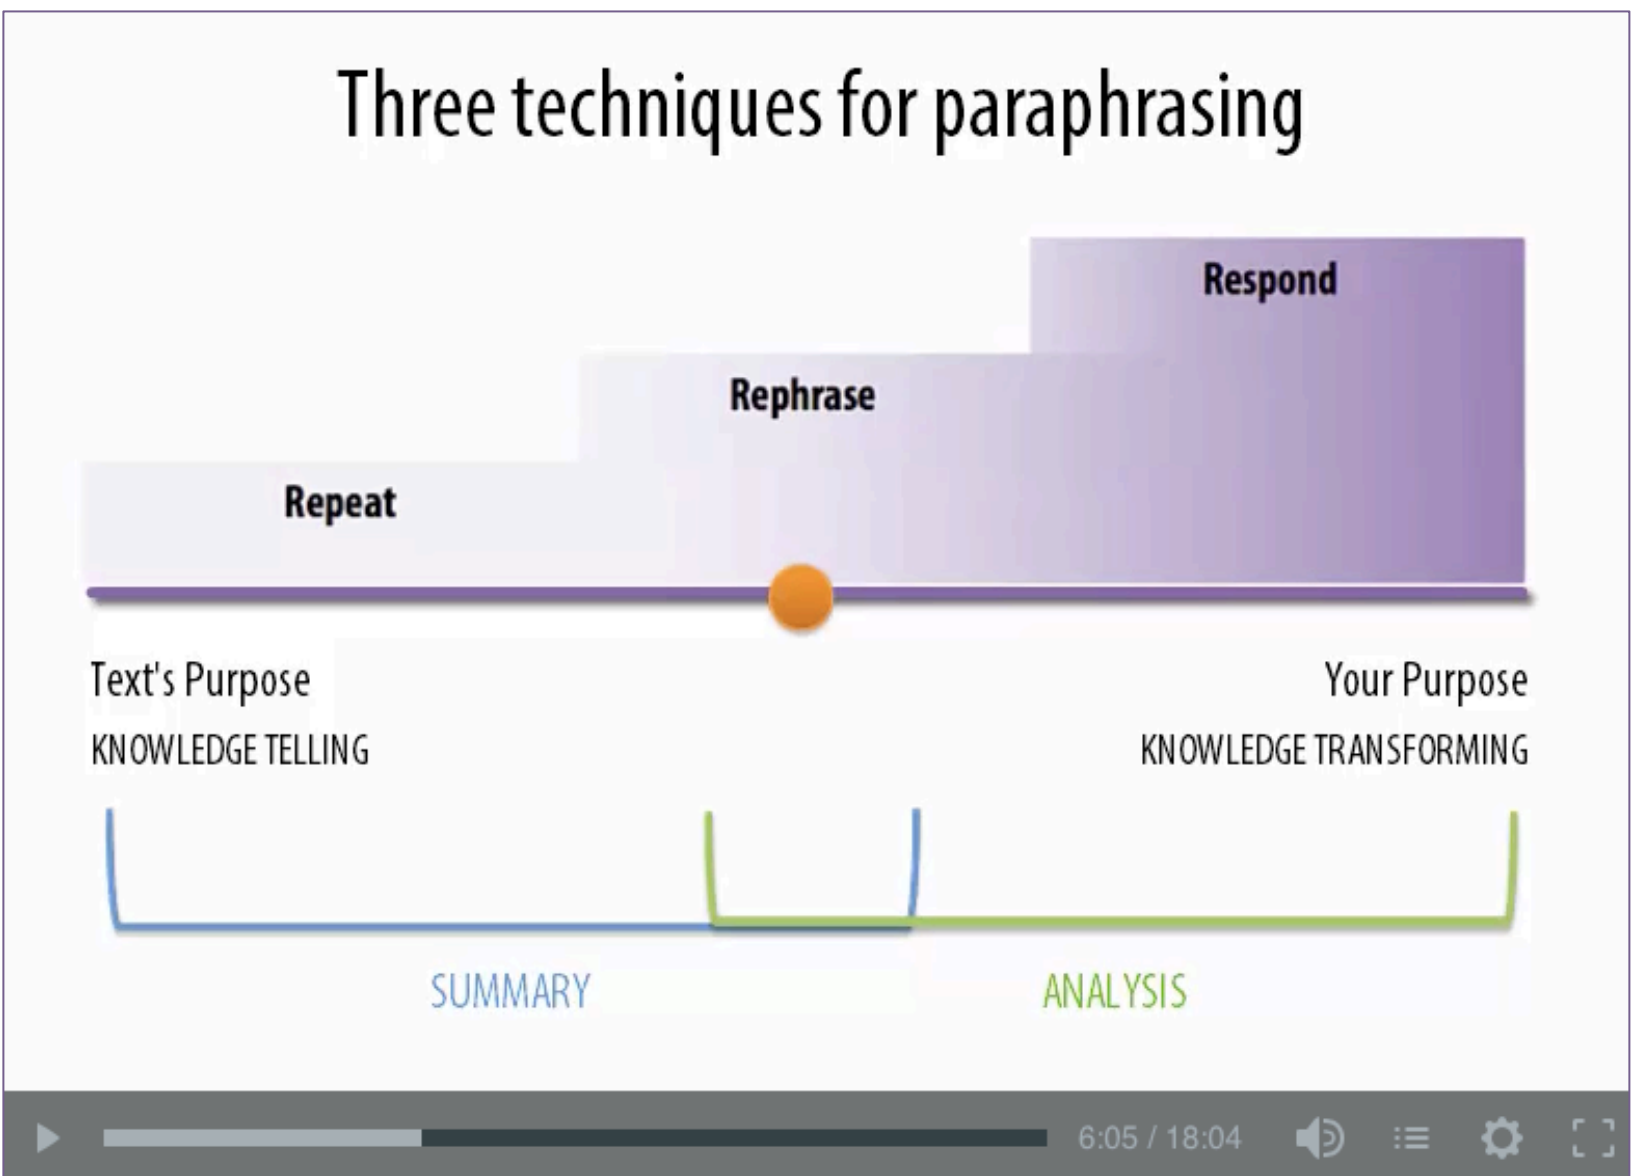 Three techniques for paraphrasing
Respond
Rephrase
Repeat
Text's Purpose
Your Purpose
KNOWLEDGE TELLING
KNOWLEDGE TRANSFORMING
SUMMARY
ANALYSIS
6:05 / 18:04